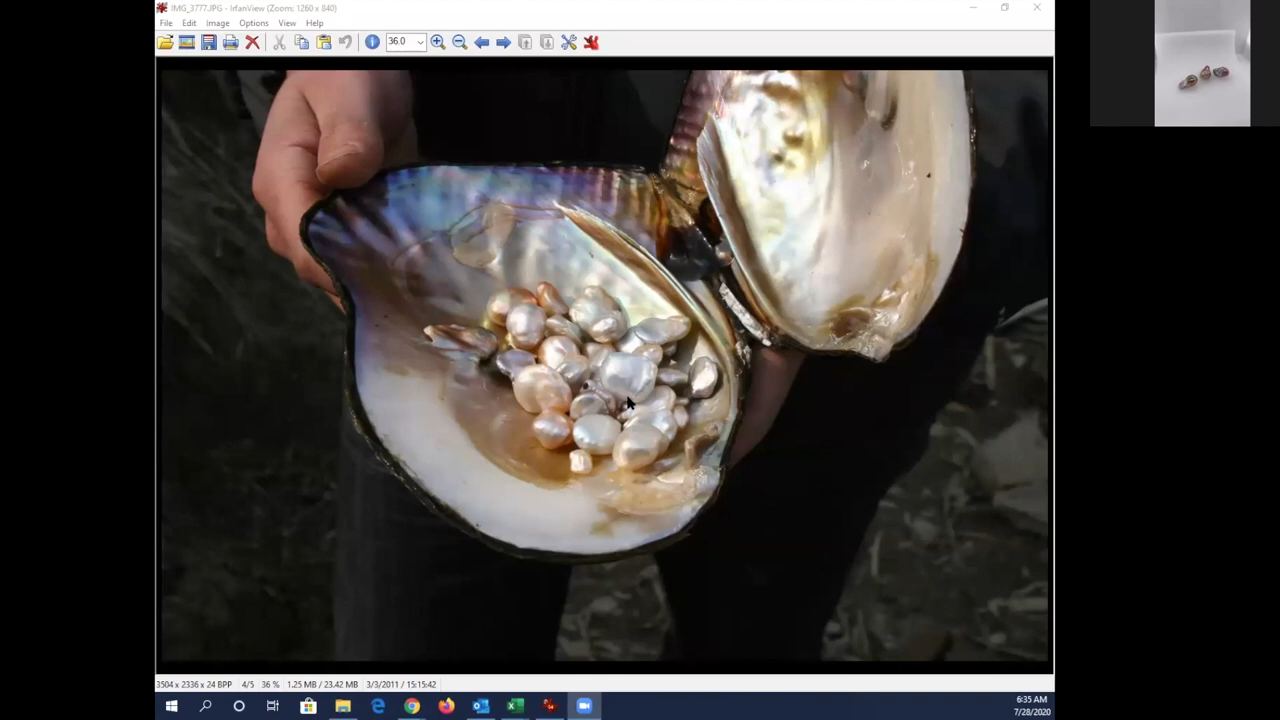 IMG_3777.JPG - IrfanView (Zoom: 1260 x 840)
File Edit Image Options View Help
36.0
3504 x 2336 x 24 BPP 4/5 36 % 1.25 MB / 23.42 MB 3/3/2011 / 15:15:42
6:35 AM
7/28/2020